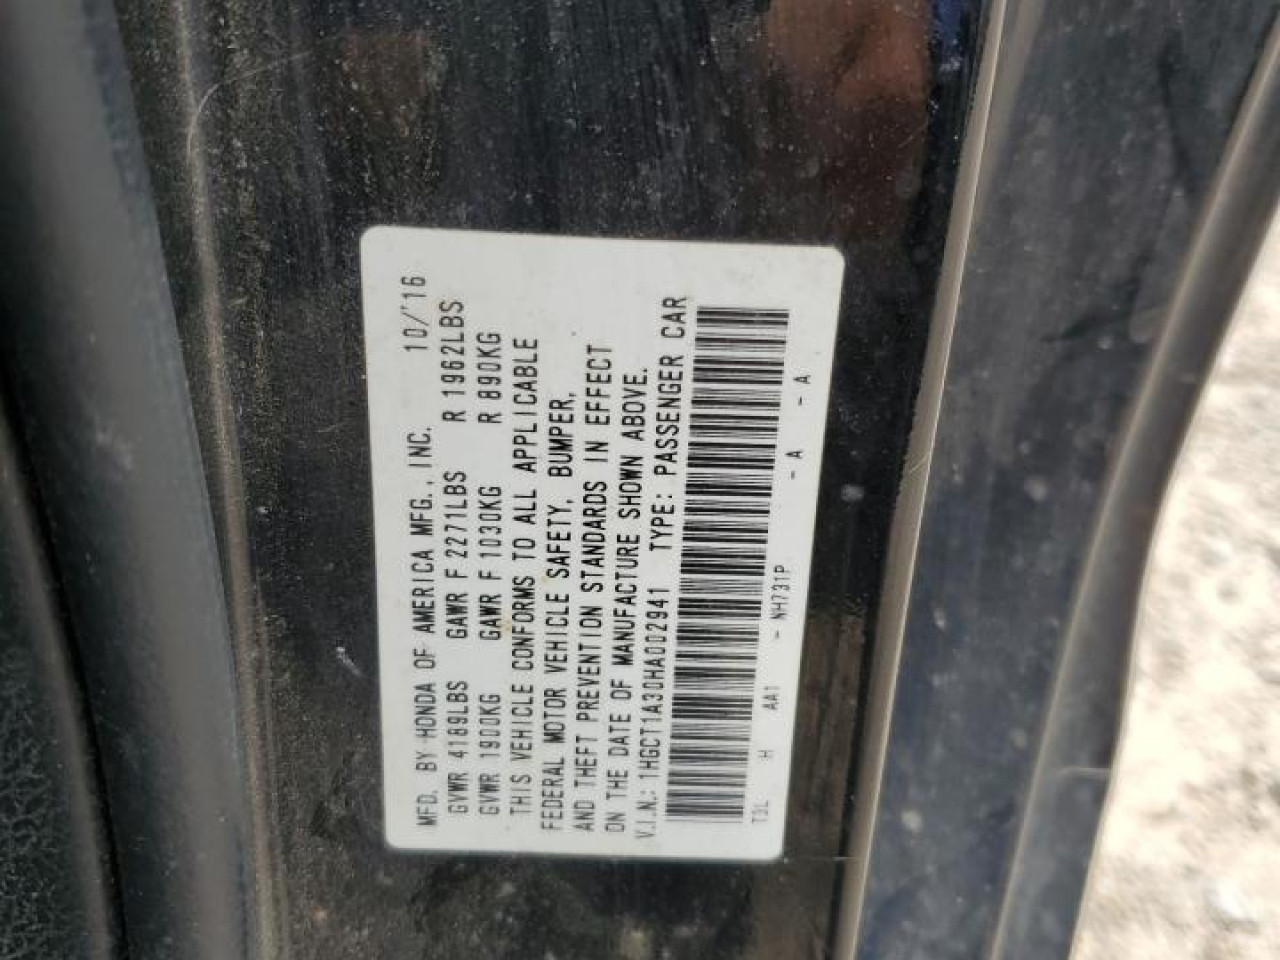 MFD. BY HONDA OF AMERICA MFG., INC. 10/'16
GVWR 4189LBS GAWR F 2271LBS R 1962LBS
GVWR 1900KG GAWR F 1030KG R 890KG
THIS VEHICLE CONFORMS TO ALL APPLICABLE
FEDERAL MOTOR VEHICLE SAFETY, BUMPER,
AND THEFT PREVENTION STANDARDS IN EFFECT
ON THE DATE OF MANUFACTURE SHOWN ABOVE.
V.I.N.: 1HGCT1A30HA002941 TYPE: PASSENGER CAR
T3L H AA1 - NH731P - A - A